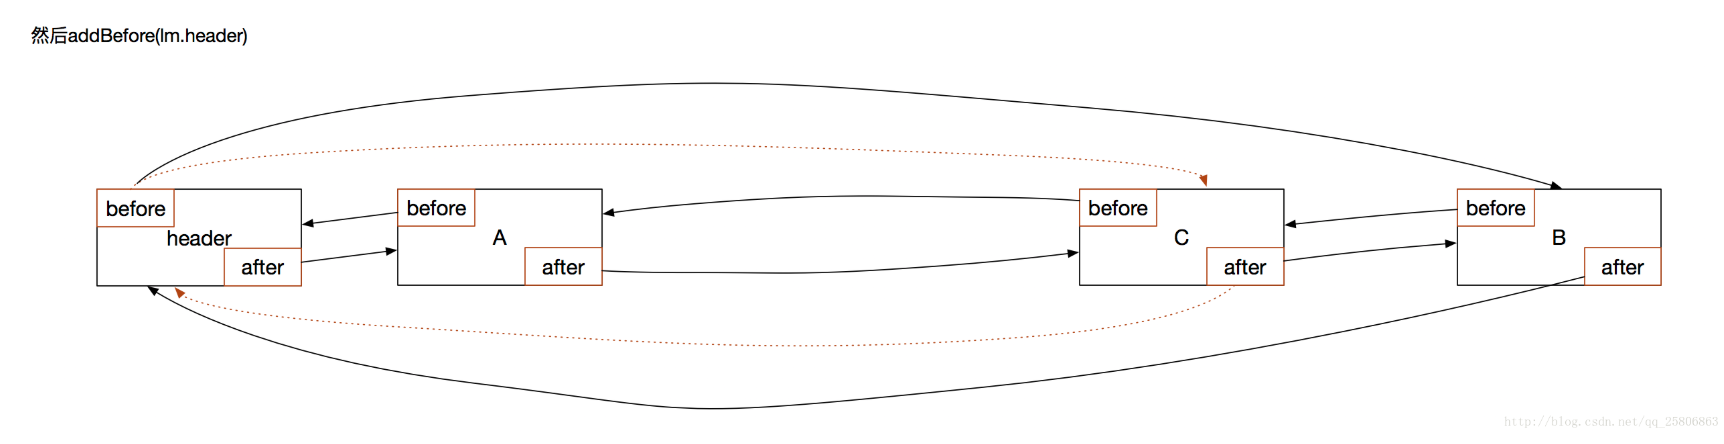 然后addBefore(lm.header)
before
header
after
before
A
after
before
C
after
before
B
after
http://blog.csdn.net/qq_25806863